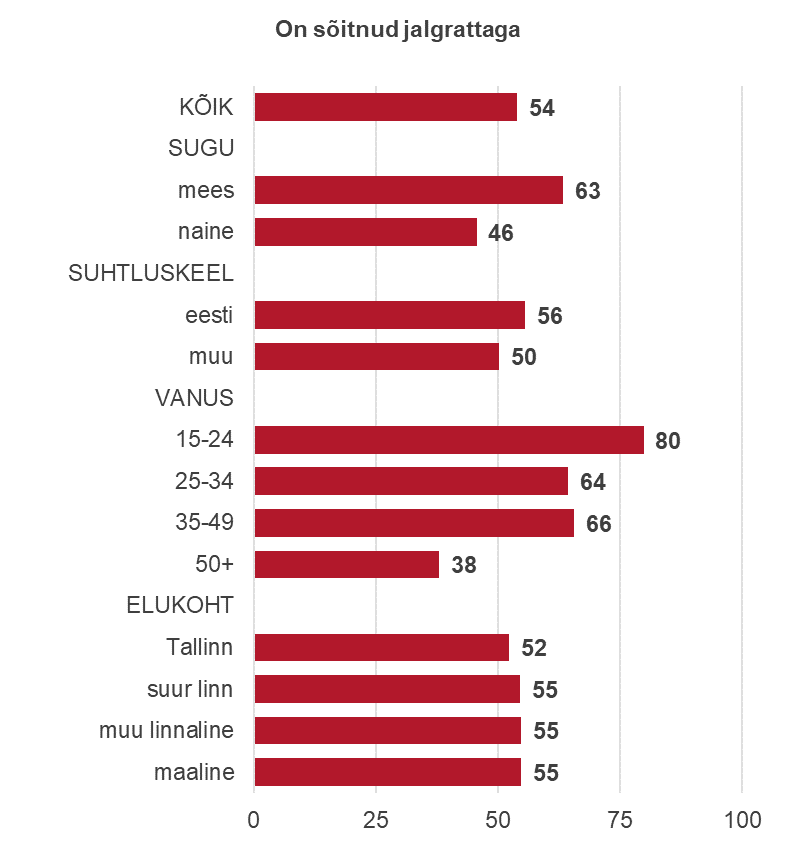 On sõitnud jalgrattaga
KÕIK 54
SUGU
mees 63
naine 46
SUHTLUSKEEL
eesti 56
muu 50
VANUS
15-24 80
25-34 64
35-49 66
50+ 38
ELUKOHT
Tallinn 52
suur linn 55
muu linnaline 55
maaline 55
0 25 50 75 100